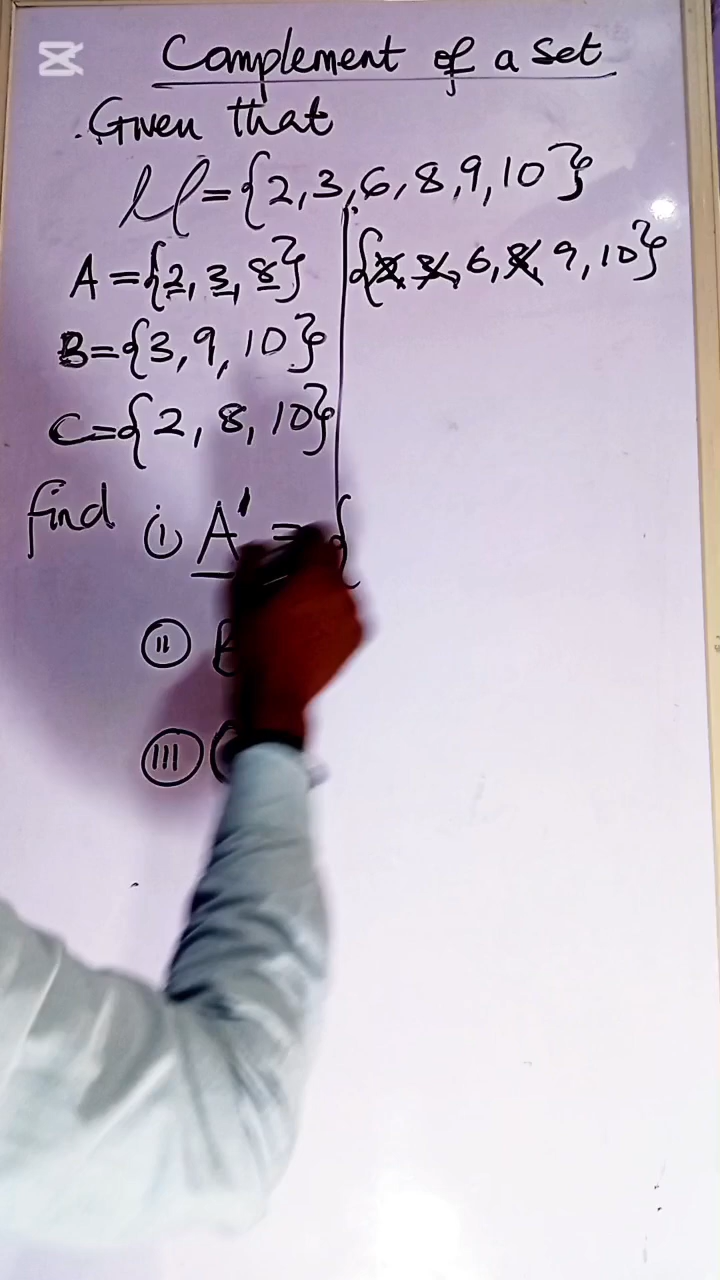 Complement of a set
Given that
μ = {2, 3, 6, 8, 9, 10}
A = {2, 3, 8}
{2, 3, 6, 8, 9, 10}
B = {3, 9, 10}
C = {2, 8, 10}
find (i) A' = {
(ii)
(iii)